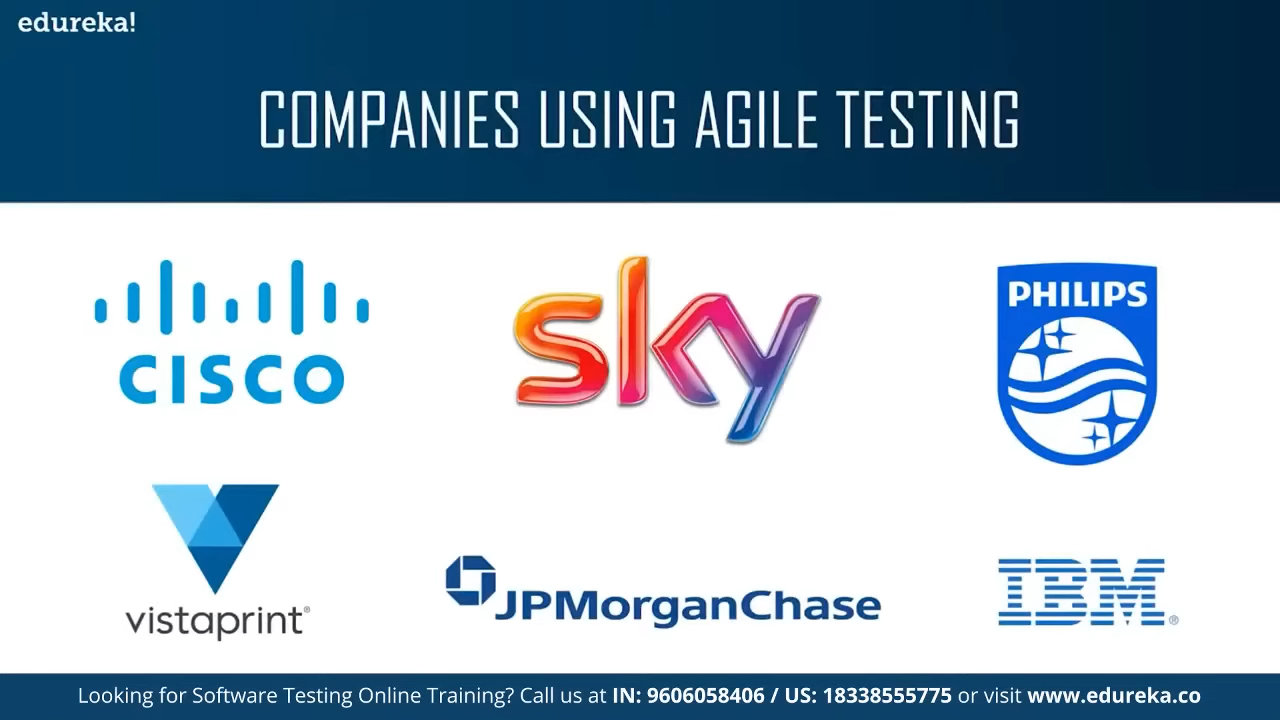 edureka!
COMPANIES USING AGILE TESTING
CISCO
sky
PHILIPS
vistaprint®
JPMorganChase
IBM®
Looking for Software Testing Online Training? Call us at IN: 9606058406 / US: 18338555775 or visit www.edureka.co